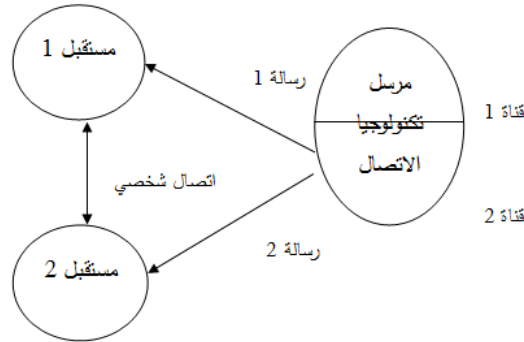 مرسل
تكنولوجيا
الاتصال
قناة 1
قناة 2
رسالة 1
رسالة 2
مستقبل 1
اتصال شخصي
مستقبل 2